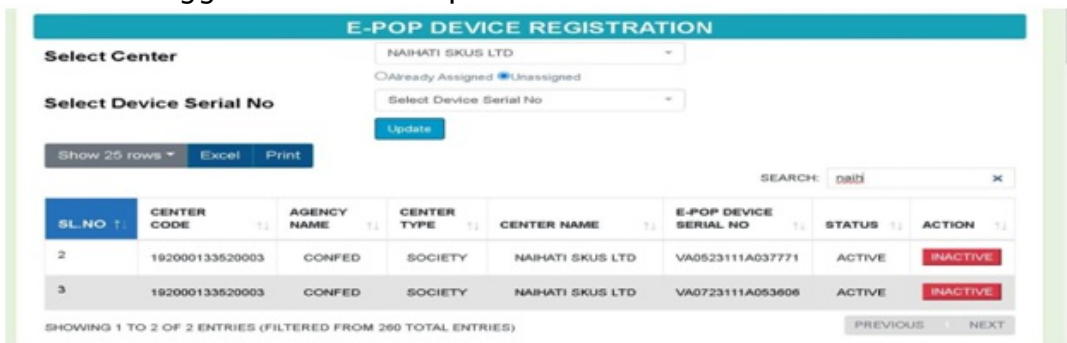 E-POP DEVICE REGISTRATION
Select Center NAIHATI SKUS LTD
Already Assigned Unassigned
Select Device Serial No Select Device Serial No
Update
Show 25 rows Excel Print
SEARCH:
SL.NO CENTER CODE AGENCY NAME CENTER TYPE CENTER NAME E-POP DEVICE SERIAL NO STATUS ACTION
2 192000133520003 CONFED SOCIETY NAIHATI SKUS LTD VA0523111A037771 ACTIVE INACTIVE
3 192000133520003 CONFED SOCIETY NAIHATI SKUS LTD VA0723111A053606 ACTIVE INACTIVE
SHOWING 1 TO 2 OF 2 ENTRIES (FILTERED FROM 260 TOTAL ENTRIES) PREVIOUS 1 NEXT